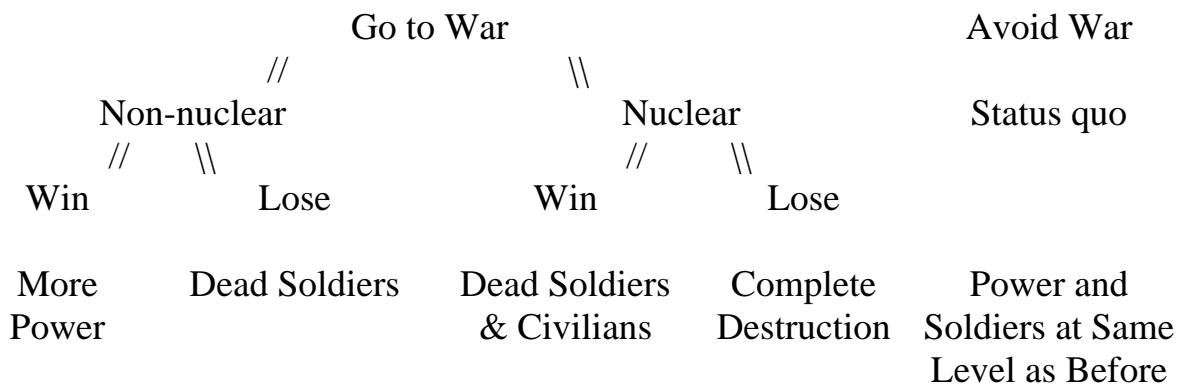 Go to War Avoid War
// \\
Non-nuclear Nuclear Status quo
// \\ // \\
Win Lose Win Lose
More Dead Soldiers Dead Soldiers Complete Power and
Power & Civilians Destruction Soldiers at Same
Level as Before